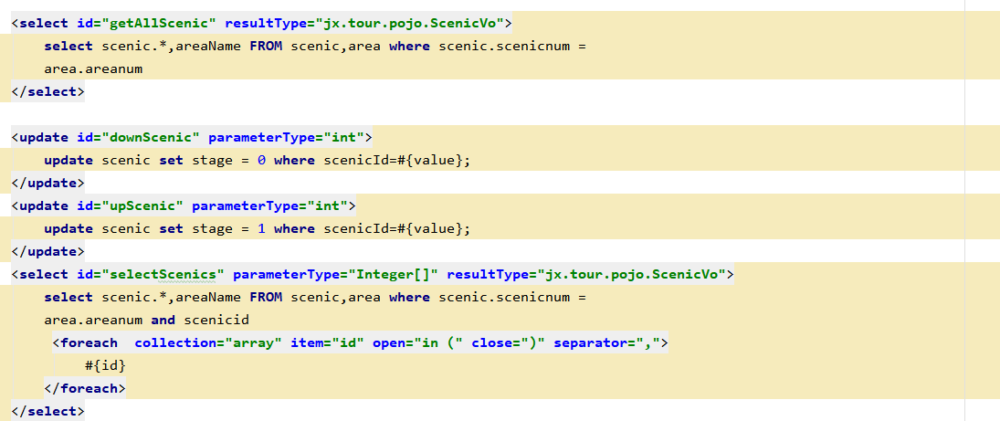 <select id="getAllScenic" resultType="jx.tour.pojo.ScenicVo">
select scenic.*,areaName FROM scenic,area where scenic.scenicnum =
area.areanum
</select>
<update id="downScenic" parameterType="int">
update scenic set stage = 0 where scenicId=#{value};
</update>
<update id="upScenic" parameterType="int">
update scenic set stage = 1 where scenicId=#{value};
</update>
<select id="selectScenics" parameterType="Integer[]" resultType="jx.tour.pojo.ScenicVo">
select scenic.*,areaName FROM scenic,area where scenic.scenicnum =
area.areanum and scenicid
<foreach  collection="array" item="id" open="in (" close=")" separator=",">
#{id}
</foreach>
</select>